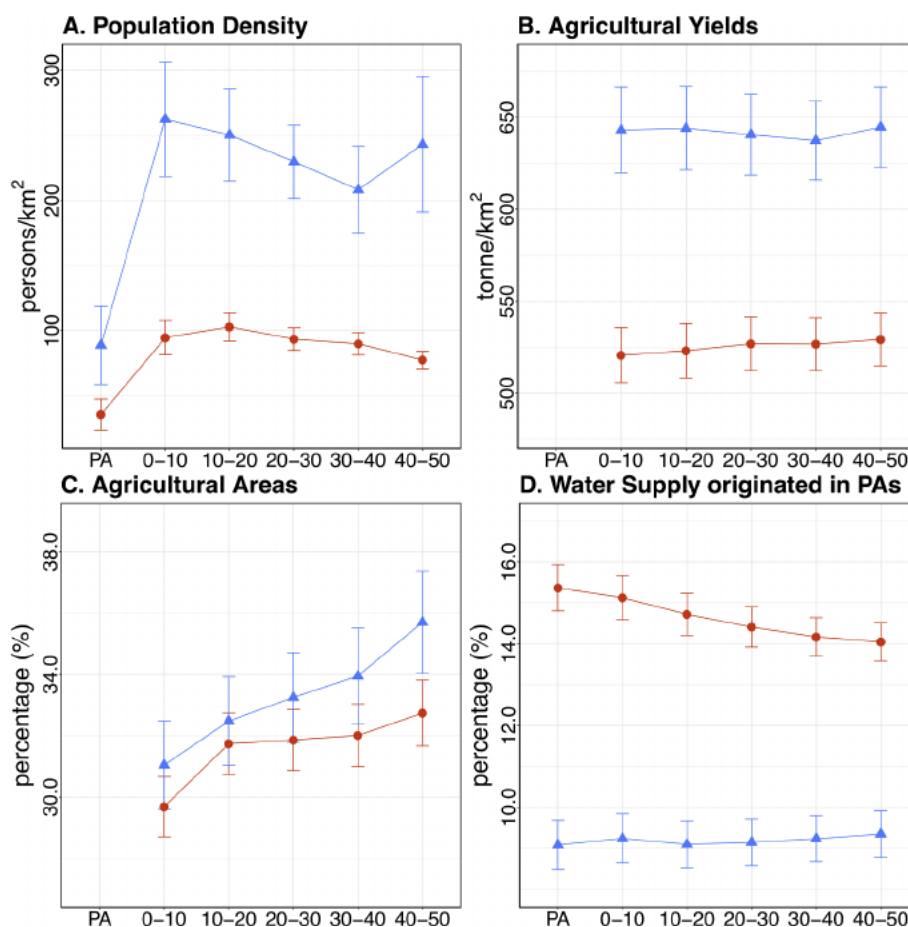 A. Population Density
persons/km²
300
200
100
PA 0–10 10–20 20–30 30–40 40–50
B. Agricultural Yields
tonne/km²
650
600
550
500
PA 0–10 10–20 20–30 30–40 40–50
C. Agricultural Areas
percentage (%)
38.0
34.0
30.0
PA 0–10 10–20 20–30 30–40 40–50
D. Water Supply originated in PAs
percentage (%)
16.0
14.0
12.0
10.0
PA 0–10 10–20 20–30 30–40 40–50